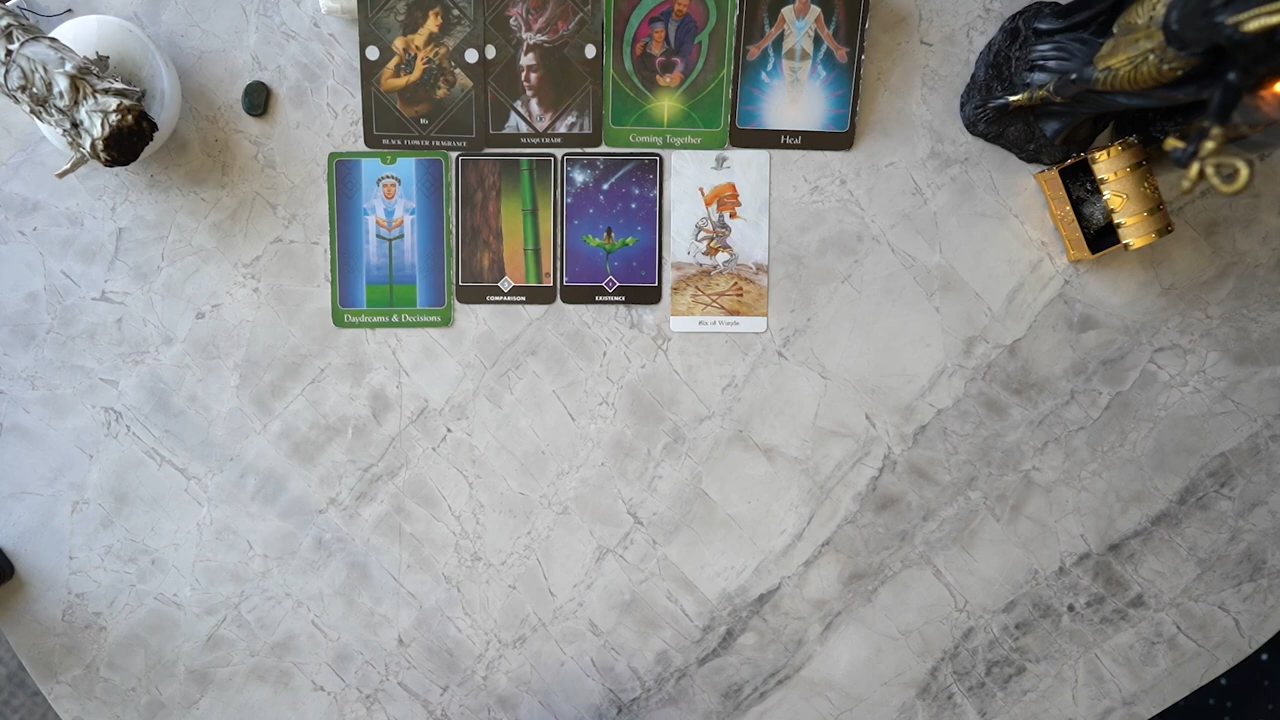 16
BLACK FLOWER FRAGRANCE
MASQUERADE
Coming Together
Heal
7
Daydreams & Decisions
COMPARISON
EXISTENCE
Six of Wands